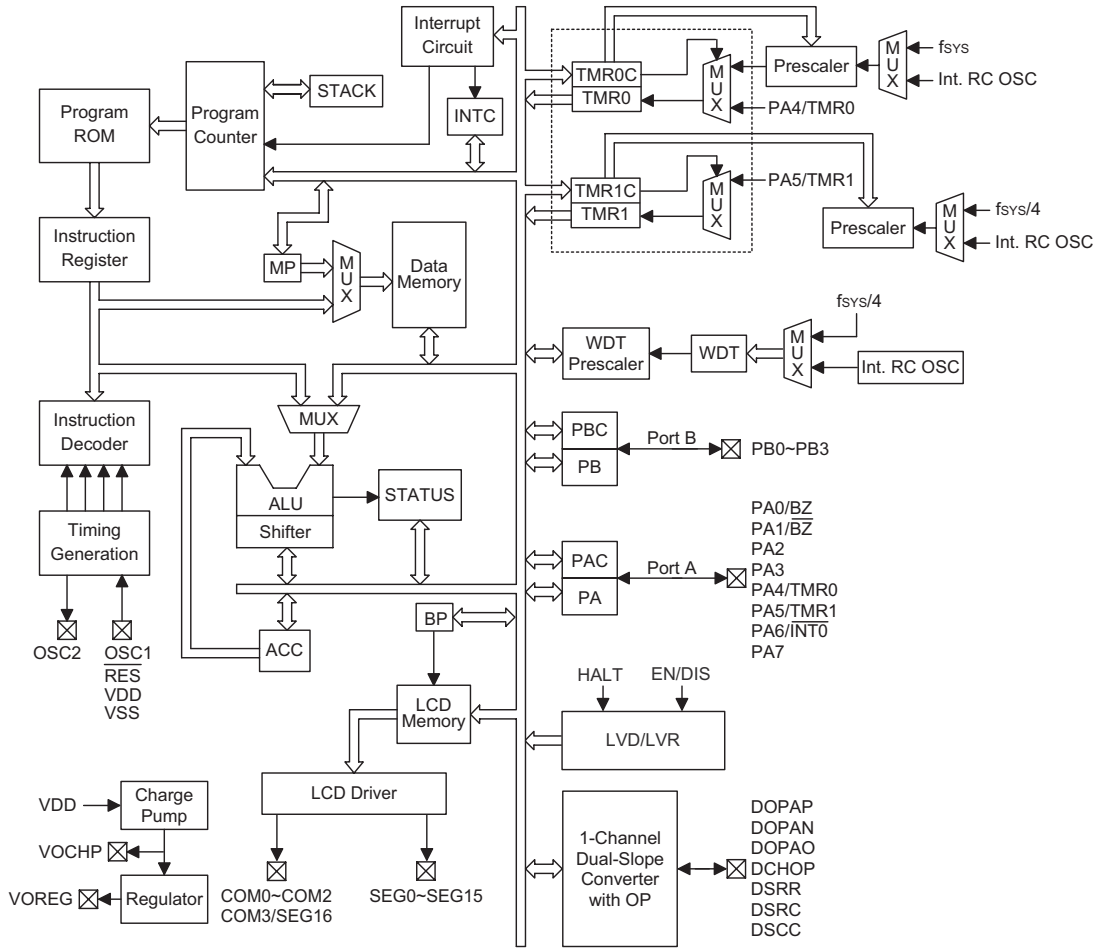 Interrupt
Circuit
INTC
STACK
Program
Counter
Program
ROM
Instruction
Register
MP
MUX
Data
Memory
MUX
Instruction
Decoder
ALU
Shifter
STATUS
Timing
Generation
OSC2
OSC1
RES
VDD
VSS
ACC
BP
LCD
Memory
LCD Driver
COM0~COM2
COM3/SEG16
SEG0~SEG15
VDD
Charge
Pump
VOCHP
VOREG
Regulator
TMR0C
TMR0
MUX
Prescaler
MUX
fSYS
Int. RC OSC
PA4/TMR0
TMR1C
TMR1
MUX
PA5/TMR1
Prescaler
MUX
fSYS/4
Int. RC OSC
WDT
Prescaler
WDT
MUX
fSYS/4
Int. RC OSC
PBC
PB
Port B
PB0~PB3
PAC
PA
Port A
PA0/BZ
PA1/BZ
PA2
PA3
PA4/TMR0
PA5/TMR1
PA6/INT0
PA7
HALT
EN/DIS
LVD/LVR
1-Channel
Dual-Slope
Converter
with OP
DOPAP
DOPAN
DOPAO
DCHOP
DSRR
DSRC
DSCC